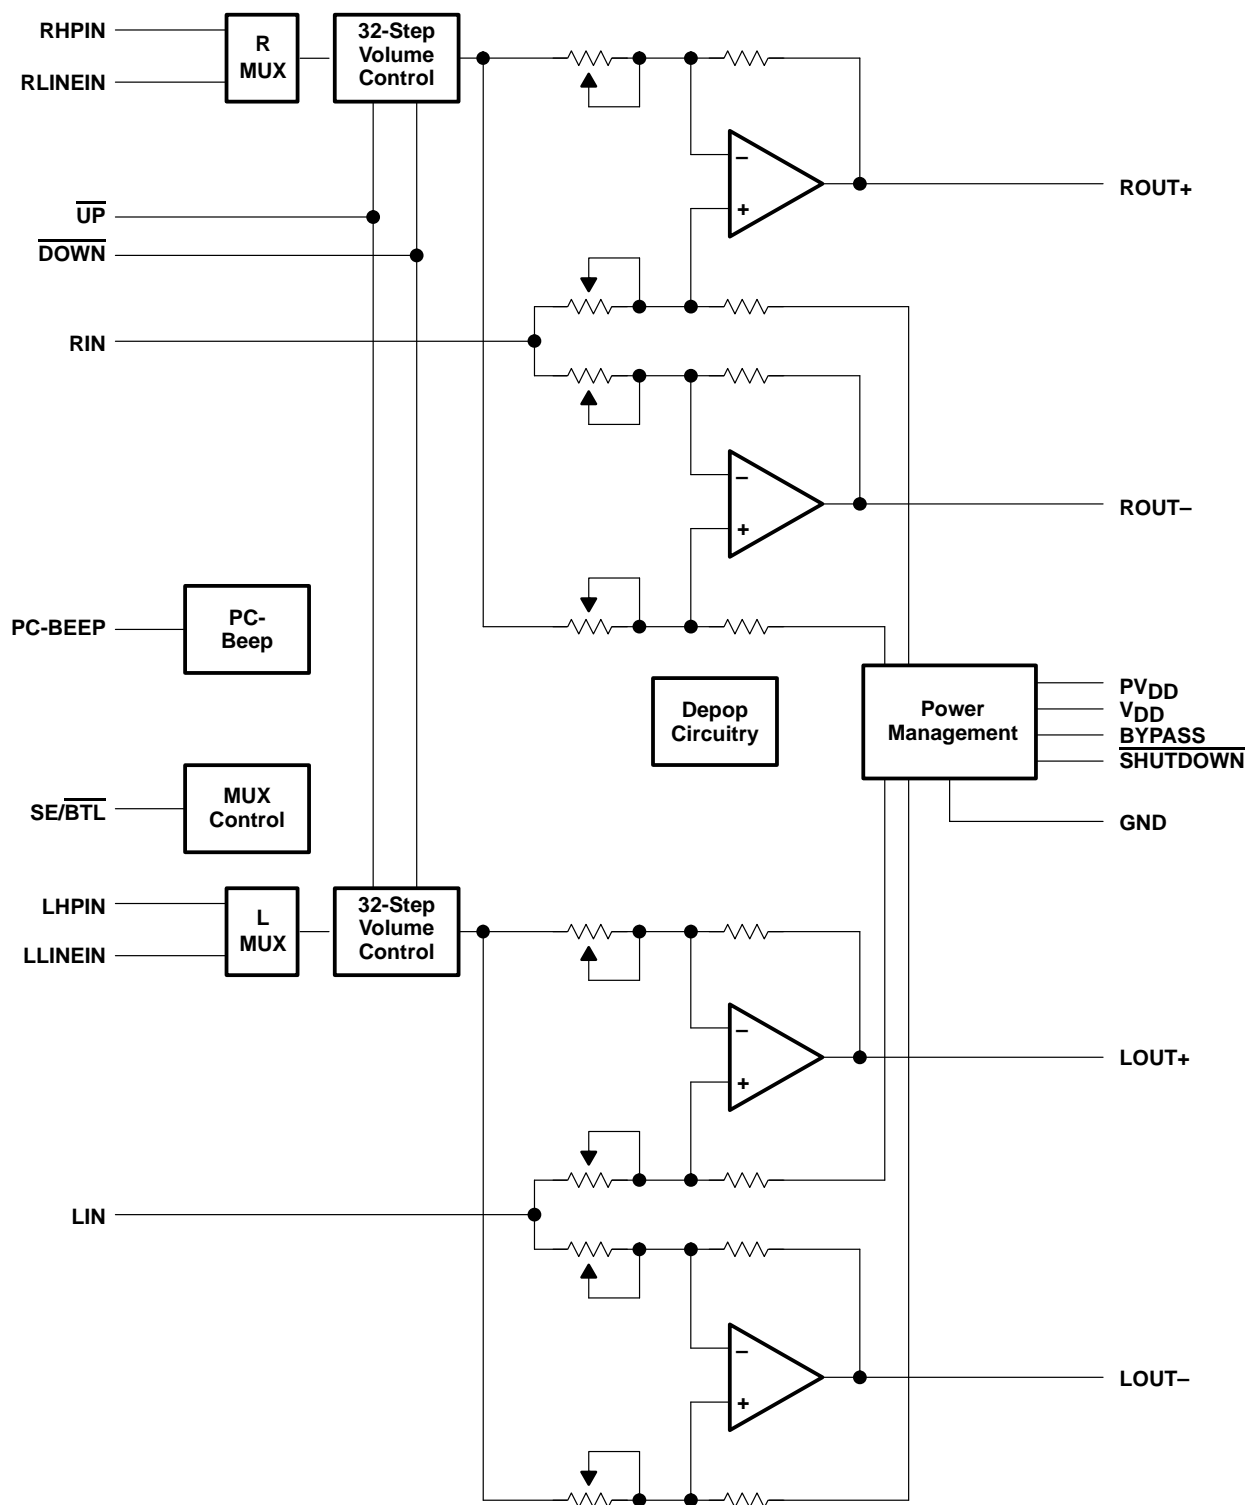 RHPIN
RLINEIN
R
MUX
32-Step
Volume
Control
UP
DOWN
RIN
–
+
ROUT+
–
+
ROUT–
PC-BEEP
PC-
Beep
Depop
Circuitry
Power
Management
PVDD
VDD
BYPASS
SHUTDOWN
GND
SE/BTL
MUX
Control
LHPIN
LLINEIN
L
MUX
32-Step
Volume
Control
–
+
LOUT+
LIN
–
+
LOUT–